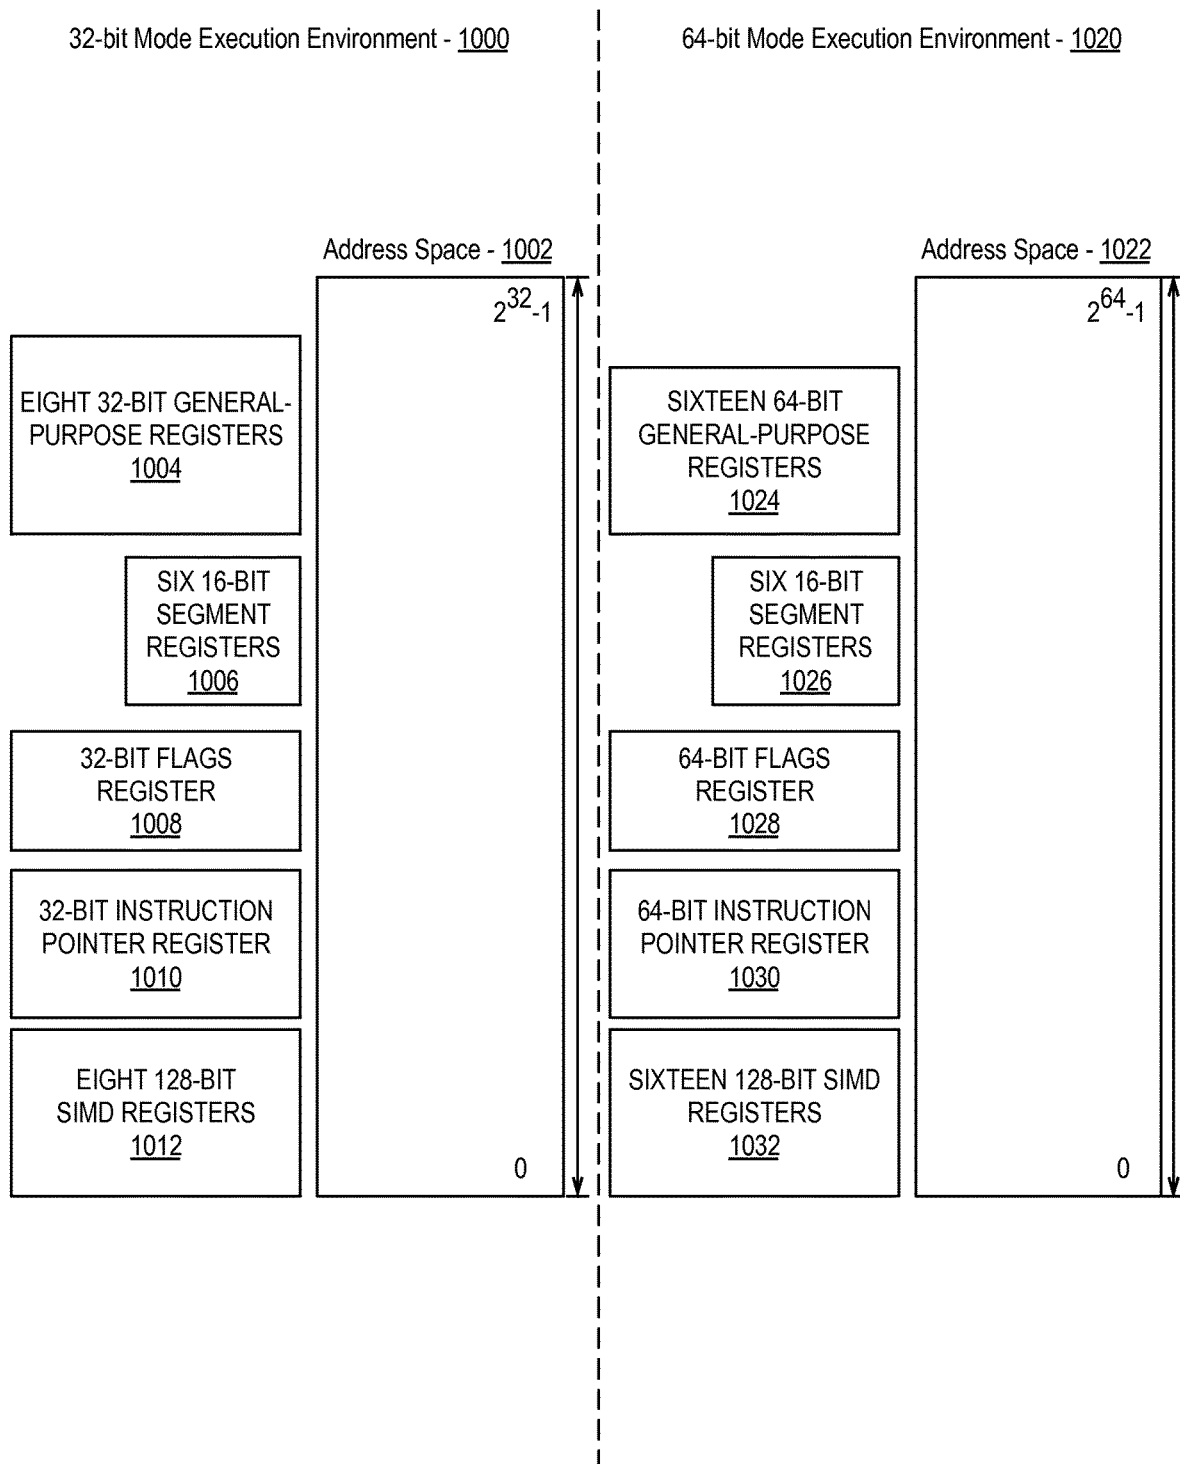 32-bit Mode Execution Environment - 1000
Address Space - 1002
2^32-1
EIGHT 32-BIT GENERAL-
PURPOSE REGISTERS
1004
SIX 16-BIT
SEGMENT
REGISTERS
1006
32-BIT FLAGS
REGISTER
1008
32-BIT INSTRUCTION
POINTER REGISTER
1010
EIGHT 128-BIT
SIMD REGISTERS
1012
0
64-bit Mode Execution Environment - 1020
Address Space - 1022
2^64-1
SIXTEEN 64-BIT
GENERAL-PURPOSE
REGISTERS
1024
SIX 16-BIT
SEGMENT
REGISTERS
1026
64-BIT FLAGS
REGISTER
1028
64-BIT INSTRUCTION
POINTER REGISTER
1030
SIXTEEN 128-BIT SIMD
REGISTERS
1032
0